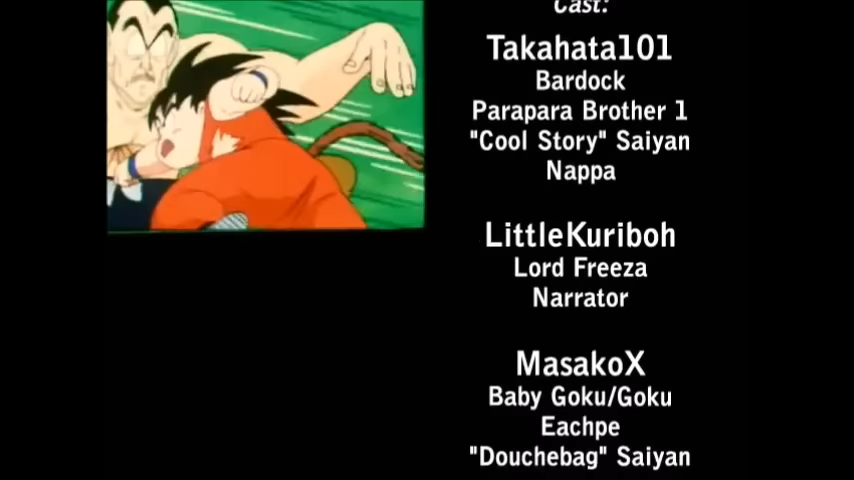 Cast:
Takahata101
Bardock
Parapara Brother 1
"Cool Story" Saiyan
Nappa
LittleKuriboh
Lord Freeza
Narrator
MasakoX
Baby Goku/Goku
Eachpe
"Douchebag" Saiyan